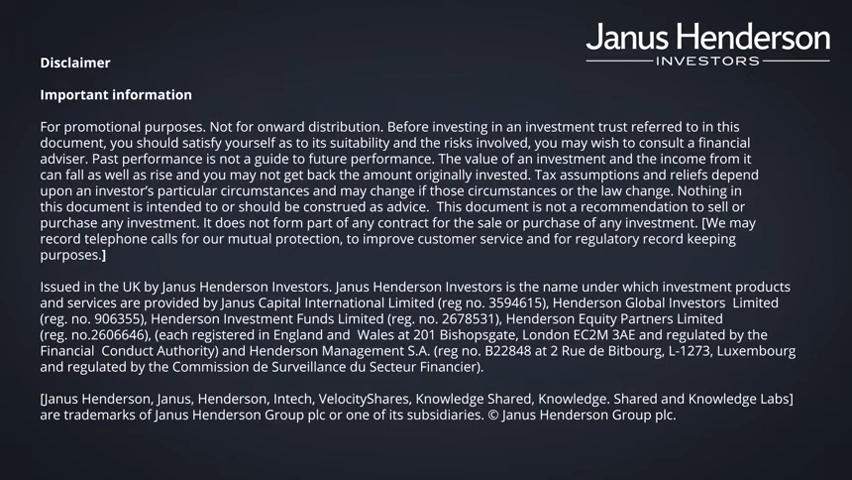 Janus Henderson
INVESTORS
Disclaimer
Important information
For promotional purposes. Not for onward distribution. Before investing in an investment trust referred to in this
document, you should satisfy yourself as to its suitability and the risks involved, you may wish to consult a financial
adviser. Past performance is not a guide to future performance. The value of an investment and the income from it
can fall as well as rise and you may not get back the amount originally invested. Tax assumptions and reliefs depend
upon an investor's particular circumstances and may change if those circumstances or the law change. Nothing in
this document is intended to or should be construed as advice.  This document is not a recommendation to sell or
purchase any investment. It does not form part of any contract for the sale or purchase of any investment. [We may
record telephone calls for our mutual protection, to improve customer service and for regulatory record keeping
purposes.]
Issued in the UK by Janus Henderson Investors. Janus Henderson Investors is the name under which investment products
and services are provided by Janus Capital International Limited (reg no. 3594615), Henderson Global Investors  Limited
(reg. no. 906355), Henderson Investment Funds Limited (reg. no. 2678531), Henderson Equity Partners Limited
(reg. no.2606646), (each registered in England and  Wales at 201 Bishopsgate, London EC2M 3AE and regulated by the
Financial  Conduct Authority) and Henderson Management S.A. (reg no. B22848 at 2 Rue de Bitbourg, L-1273, Luxembourg
and regulated by the Commission de Surveillance du Secteur Financier).
[Janus Henderson, Janus, Henderson, Intech, VelocityShares, Knowledge Shared, Knowledge. Shared and Knowledge Labs]
are trademarks of Janus Henderson Group plc or one of its subsidiaries. © Janus Henderson Group plc.